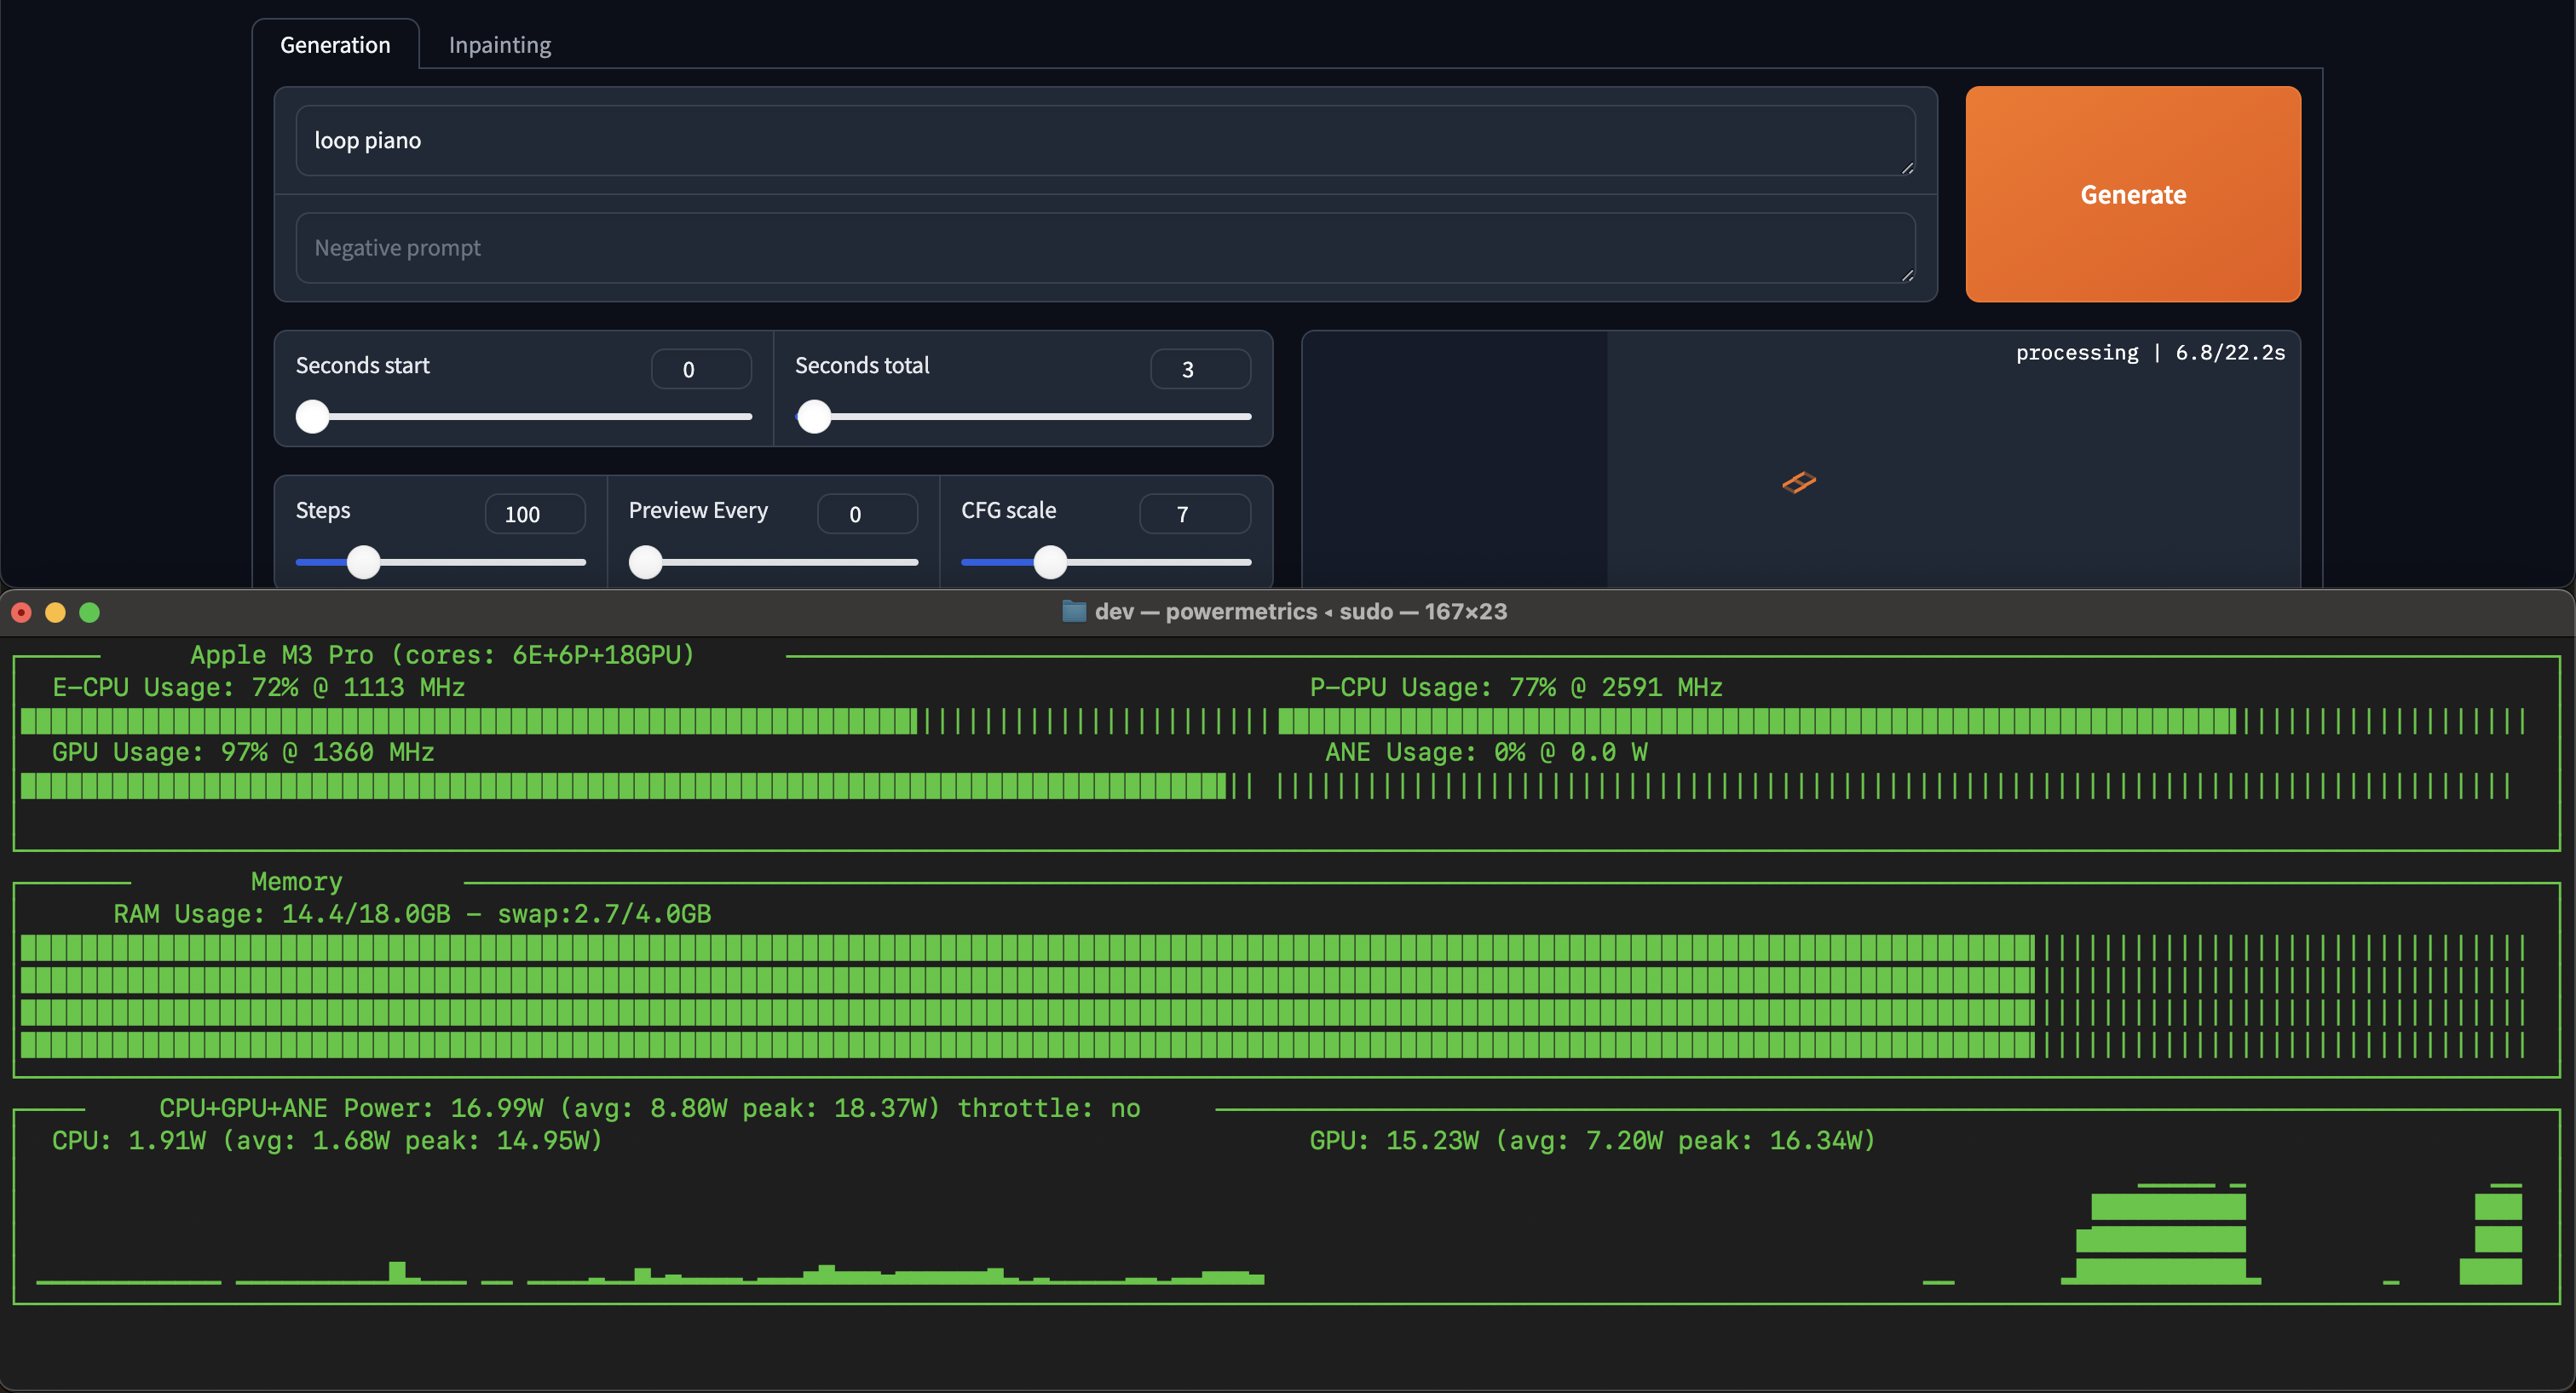 Generation Inpainting
loop piano
Negative prompt
Generate
Seconds start 0 Seconds total 3
processing | 6.8/22.2s
Steps 100 Preview Every 0 CFG scale 7
dev — powermetrics ◂ sudo — 167×23
Apple M3 Pro (cores: 6E+6P+18GPU)
E-CPU Usage: 72% @ 1113 MHz P-CPU Usage: 77% @ 2591 MHz
GPU Usage: 97% @ 1360 MHz ANE Usage: 0% @ 0.0 W
Memory
RAM Usage: 14.4/18.0GB - swap:2.7/4.0GB
CPU+GPU+ANE Power: 16.99W (avg: 8.80W peak: 18.37W) throttle: no
CPU: 1.91W (avg: 1.68W peak: 14.95W) GPU: 15.23W (avg: 7.20W peak: 16.34W)